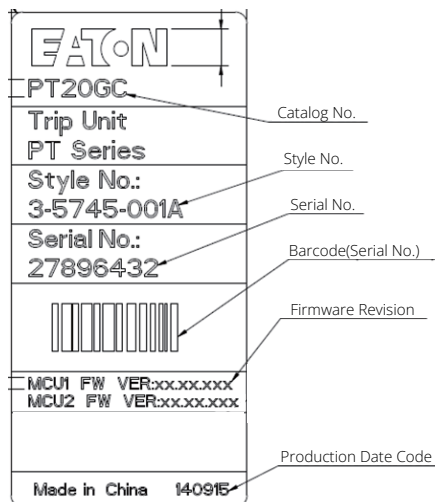 EATON
PT20GC
Catalog No.
Trip Unit
PT Series
Style No.
Style No.:
3-5745-001A
Serial No.
Serial No.:
27896432
Barcode(Serial No.)
Firmware Revision
MCU1 FW VER:xx.xx.xxx
MCU2 FW VER:xx.xx.xxx
Production Date Code
Made in China 140915